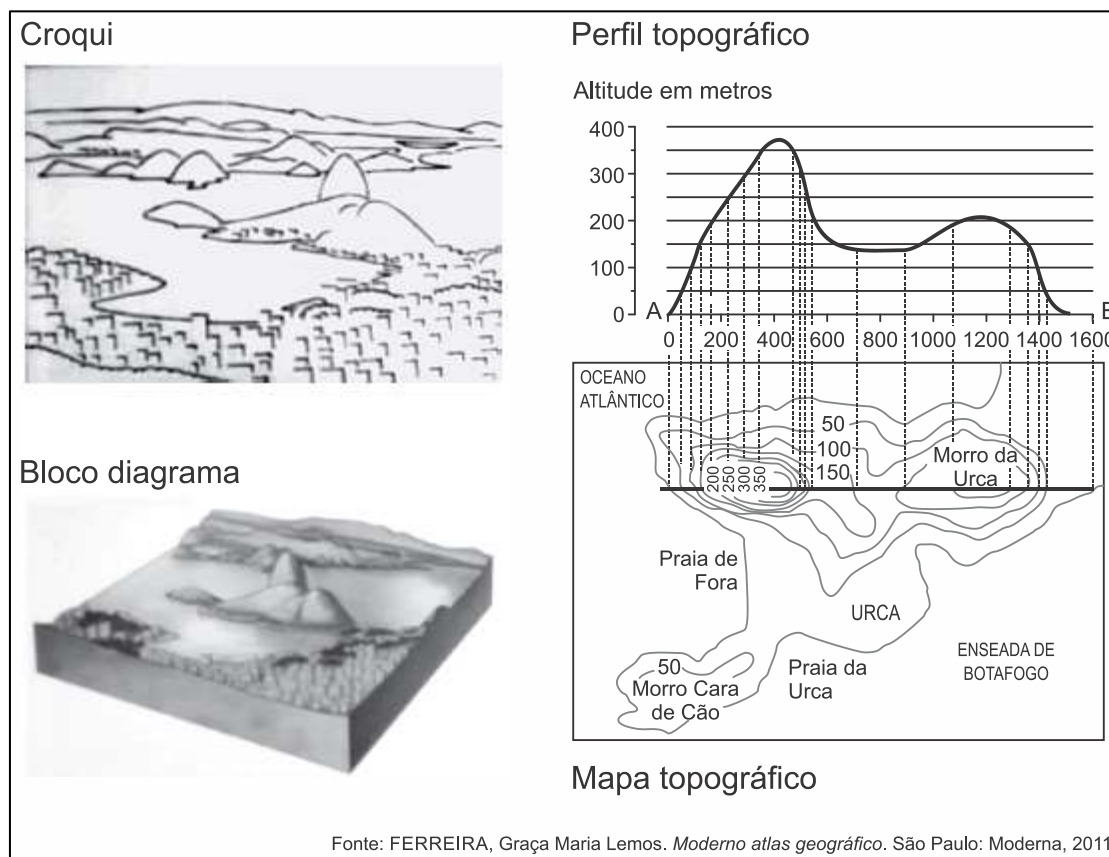 Croqui
Perfil topográfico
Altitude em metros
400
300
200
100
0
A
B
0 200 400 600 800 1000 1200 1400 1600
OCEANO
ATLÂNTICO
50
100
150
200
250
300
350
Morro da
Urca
Praia de
Fora
URCA
ENSEADA DE
BOTAFOGO
50
Morro Cara
de Cão
Praia da
Urca
Bloco diagrama
Mapa topográfico
Fonte: FERREIRA, Graça Maria Lemos. Moderno atlas geográfico. São Paulo: Moderna, 2011